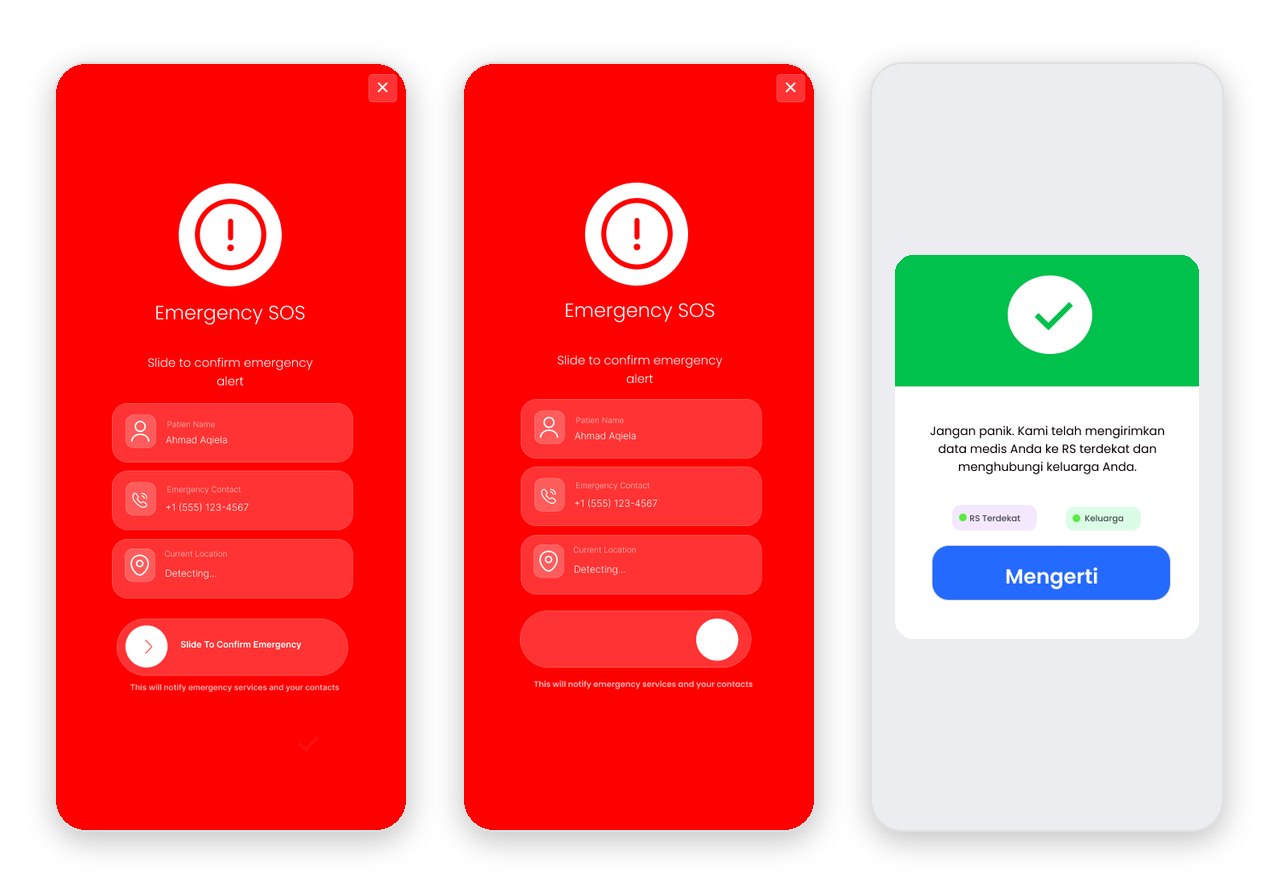 Emergency SOS
Slide to confirm emergency
alert
Patien Name
Ahmad Aqiela
Emergency Contact
+1 (555) 123-4567
Current Location
Detecting...
Slide To Confirm Emergency
This will notify emergency services and your contacts
Emergency SOS
Slide to confirm emergency
alert
Patien Name
Ahmad Aqiela
Emergency Contact
+1 (555) 123-4567
Current Location
Detecting...
This will notify emergency services and your contacts
Jangan panik. Kami telah mengirimkan
data medis Anda ke RS terdekat dan
menghubungi keluarga Anda.
RS Terdekat
Keluarga
Mengerti